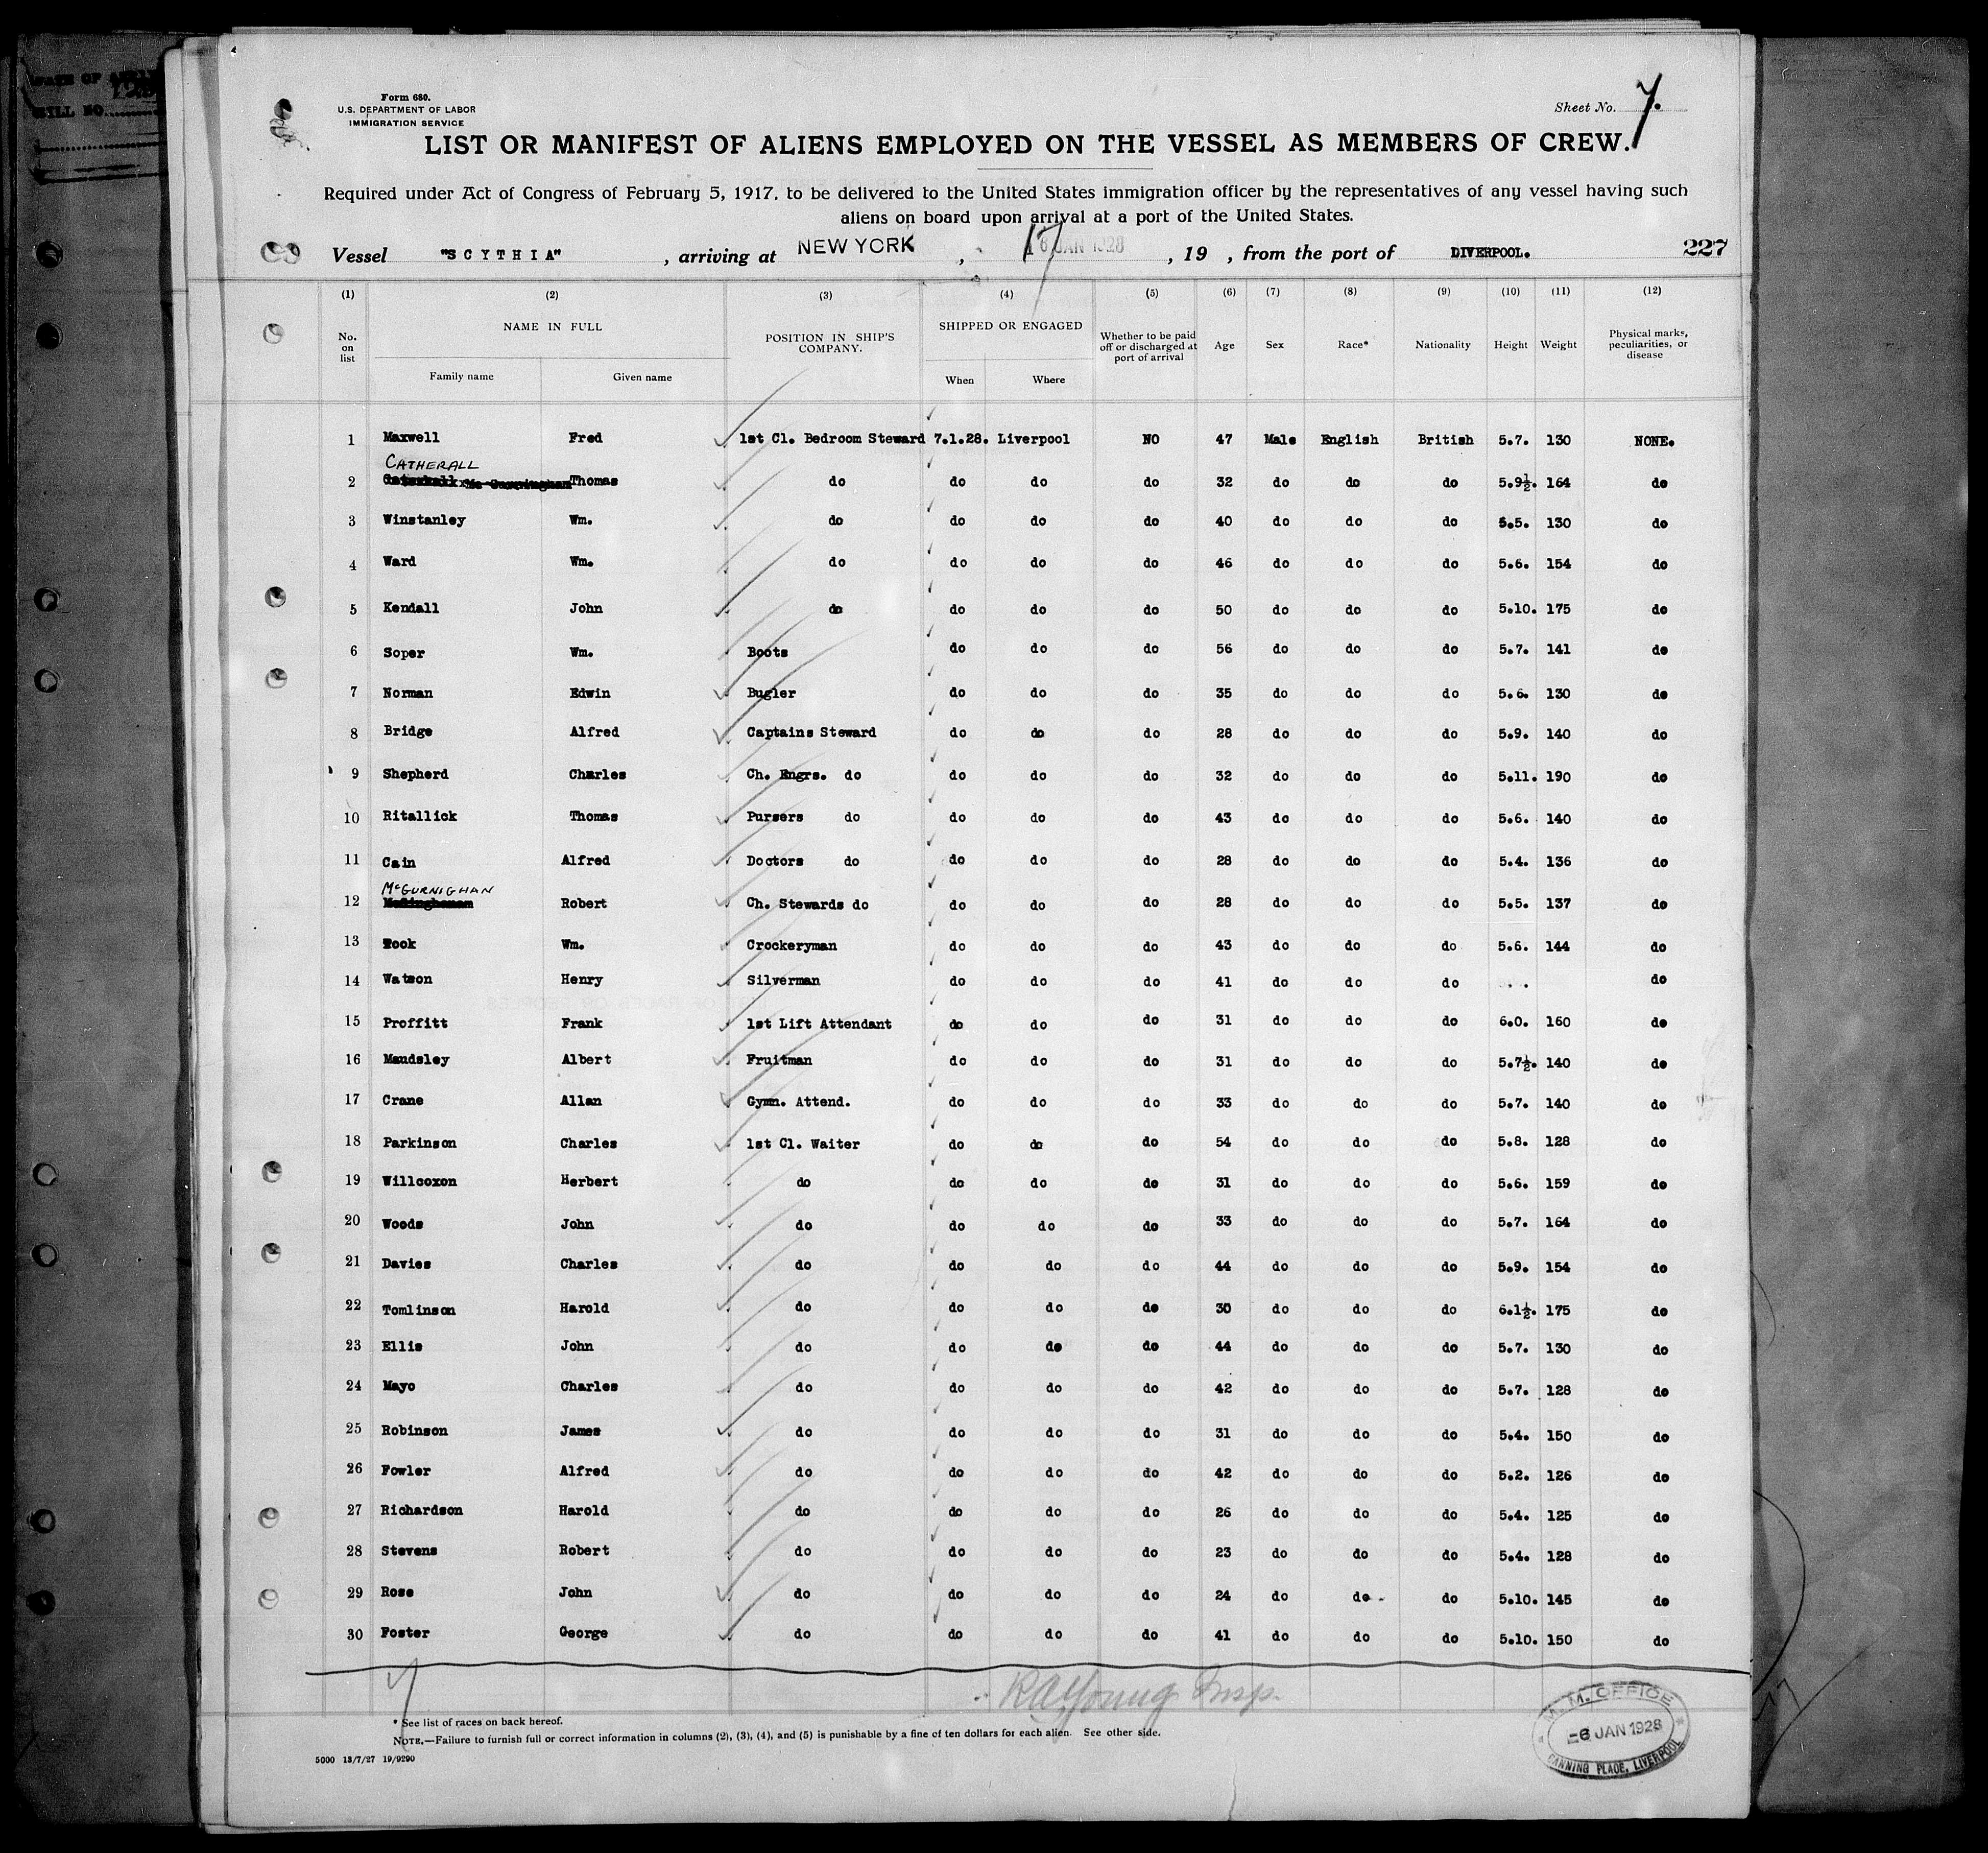 Form 680.
U.S. DEPARTMENT OF LABOR
IMMIGRATION SERVICE
Sheet No. 7.
LIST OR MANIFEST OF ALIENS EMPLOYED ON THE VESSEL AS MEMBERS OF CREW.
Required under Act of Congress of February 5, 1917, to be delivered to the United States immigration officer by the representatives of any vessel having such
aliens on board upon arrival at a port of the United States.
Vessel "SCYTHIA", arriving at NEW YORK, 16 JAN 1928, 19 , from the port of LIVERPOOL. 227
(1) (2) (3) (4) (5) (6) (7) (8) (9) (10) (11) (12)
No. on list NAME IN FULL POSITION IN SHIP'S COMPANY. SHIPPED OR ENGAGED Whether to be paid off or discharged at port of arrival Age Sex Race* Nationality Height Weight Physical marks, peculiarities, or disease
Family name Given name When Where
1 Maxwell Fred 1st Cl. Bedroom Steward 7.1.28. Liverpool NO 47 Male English British 5.7. 130 NONE.
CATHERALL
2 Thomas do do do do 32 do do do 5.9½. 164 do
3 Winstanley Wm. do do do do 40 do do do 5.5. 130 do
4 Ward Wm. do do do do 46 do do do 5.6. 154 do
5 Kendall John do do do do 50 do do do 5.10. 175 do
6 Soper Wm. Boots do do do 56 do do do 5.7. 141 do
7 Norman Edwin Bugler do do do 35 do do do 5.6. 130 do
8 Bridge Alfred Captains Steward do do do 28 do do do 5.9. 140 do
9 Shepherd Charles Ch. Engrs. do do do do 32 do do do 5.11. 190 do
10 Ritallick Thomas Pursers do do do do 43 do do do 5.6. 140 do
11 Cain Alfred Doctors do do do do 28 do do do 5.4. 136 do
McGURNIGHAN
12 Robert Ch. Stewards do do do do 28 do do do 5.5. 137 do
13 Took Wm. Crockeryman do do do 43 do do do 5.6. 144 do
14 Watson Henry Silverman do do do 41 do do do . . do
15 Proffitt Frank 1st Lift Attendant do do do 31 do do do 6.0. 160 do
16 Maudsley Albert Fruitman do do do 31 do do do 5.7½. 140 do
17 Crane Allan Gymn. Attend. do do do 33 do do do 5.7. 140 do
18 Parkinson Charles 1st Cl. Waiter do do do 54 do do do 5.8. 128 do
19 Willcoxon Herbert do do do do 31 do do do 5.6. 159 do
20 Woods John do do do do 33 do do do 5.7. 164 do
21 Davies Charles do do do do 44 do do do 5.9. 154 do
22 Tomlinson Harold do do do do 30 do do do 6.1½. 175 do
23 Ellis John do do do do 44 do do do 5.7. 130 do
24 Mayo Charles do do do do 42 do do do 5.7. 128 do
25 Robinson James do do do do 31 do do do 5.4. 150 do
26 Fowler Alfred do do do do 42 do do do 5.2. 126 do
27 Richardson Harold do do do do 26 do do do 5.4. 125 do
28 Stevens Robert do do do do 23 do do do 5.4. 128 do
29 Rose John do do do do 24 do do do 5.10. 145 do
30 Foster George do do do do 41 do do do 5.10. 150 do
R A Young Insp.
* See list of races on back hereof.
NOTE.—Failure to furnish full or correct information in columns (2), (3), (4), and (5) is punishable by a fine of ten dollars for each alien. See other side.
5000 13/7/27 19/9290
M. M. OFFICE
-6 JAN 1928
CANNING PLACE, LIVERPOOL